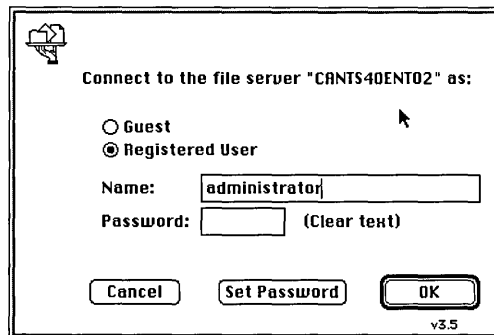 Connect to the file server "CANTS40ENT02" as:
Guest
Registered User
Name: administrator
Password: (Clear text)
Cancel Set Password OK
v3.5